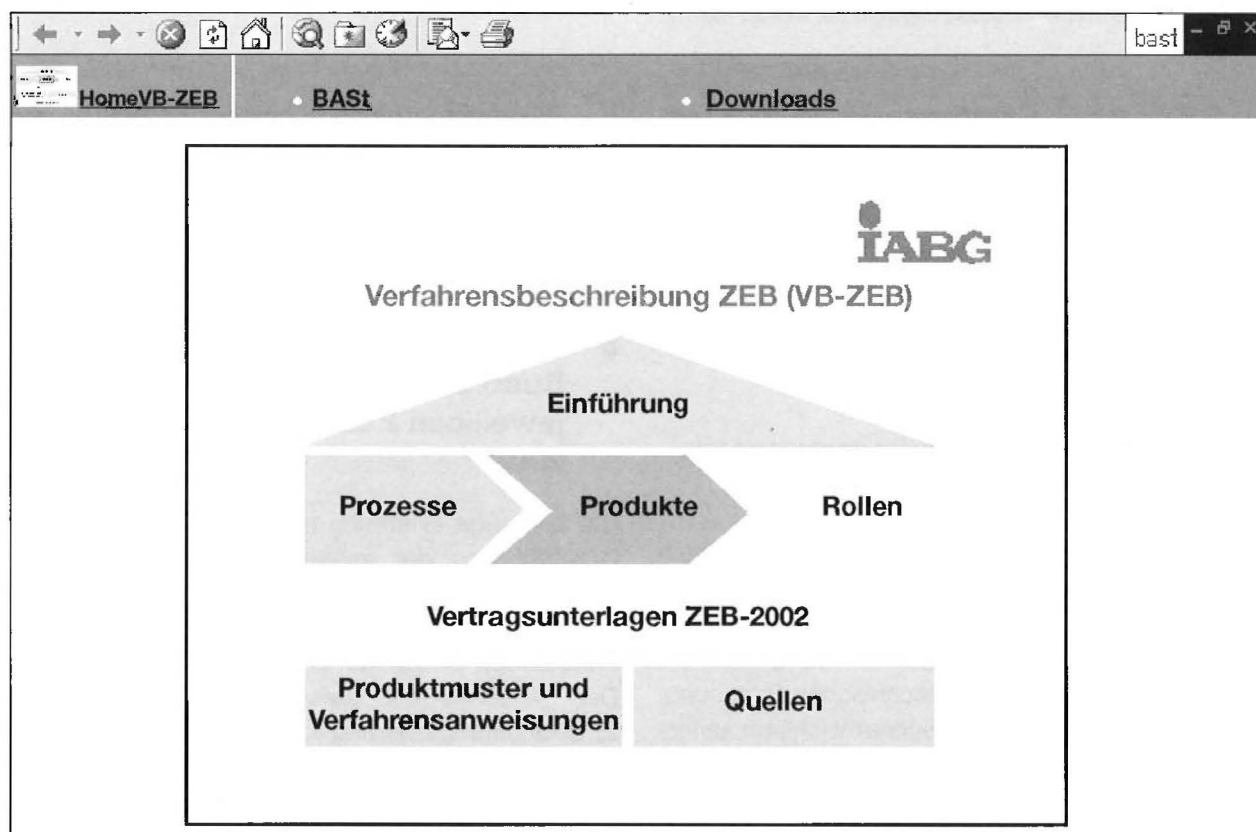 bast
HomeVB-ZEB
BASt
Downloads
IABG
Verfahrensbeschreibung ZEB (VB-ZEB)
Einführung
Prozesse
Produkte
Rollen
Vertragsunterlagen ZEB-2002
Produktmuster und
Verfahrensanweisungen
Quellen